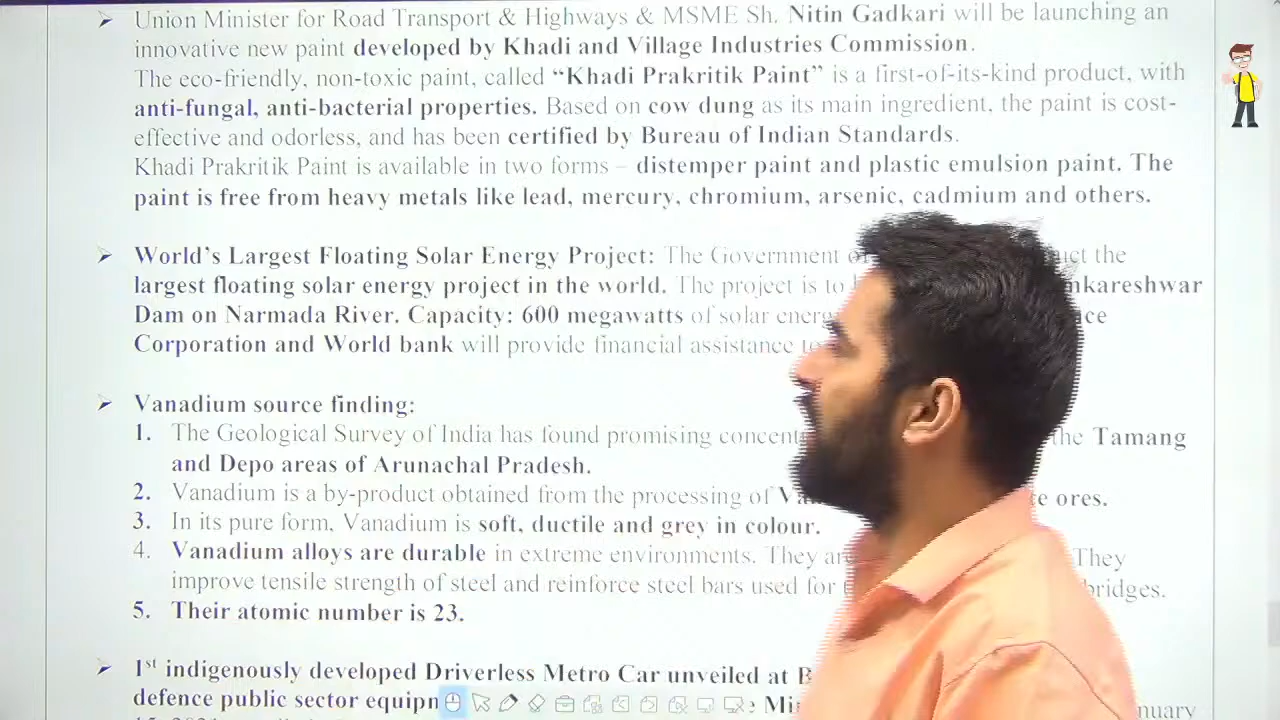 ➢ Union Minister for Road Transport & Highways & MSME Sh. Nitin Gadkari will be launching an
innovative new paint developed by Khadi and Village Industries Commission.
The eco-friendly, non-toxic paint, called “Khadi Prakritik Paint” is a first-of-its-kind product, with
anti-fungal, anti-bacterial properties. Based on cow dung as its main ingredient, the paint is cost-
effective and odorless, and has been certified by Bureau of Indian Standards.
Khadi Prakritik Paint is available in two forms – distemper paint and plastic emulsion paint. The
paint is free from heavy metals like lead, mercury, chromium, arsenic, cadmium and others.
➢ World’s Largest Floating Solar Energy Project: The Government the
largest floating solar energy project in the world. The project is to nkareshwar
Dam on Narmada River. Capacity: 600 megawatts of solar
Corporation and World bank will provide financial assistance
➢ Vanadium source finding:
1. The Geological Survey of India has found promising the Tamang
and Depo areas of Arunachal Pradesh.
2. Vanadium is a by-product obtained from the processing of ores.
3. In its pure form, Vanadium is soft, ductile and grey in colour.
4. Vanadium alloys are durable in extreme environments. They They
improve tensile strength of steel and reinforce steel bars used for bridges.
5. Their atomic number is 23.
➢ 1st indigenously developed Driverless Metro Car unveiled at
defence public sector